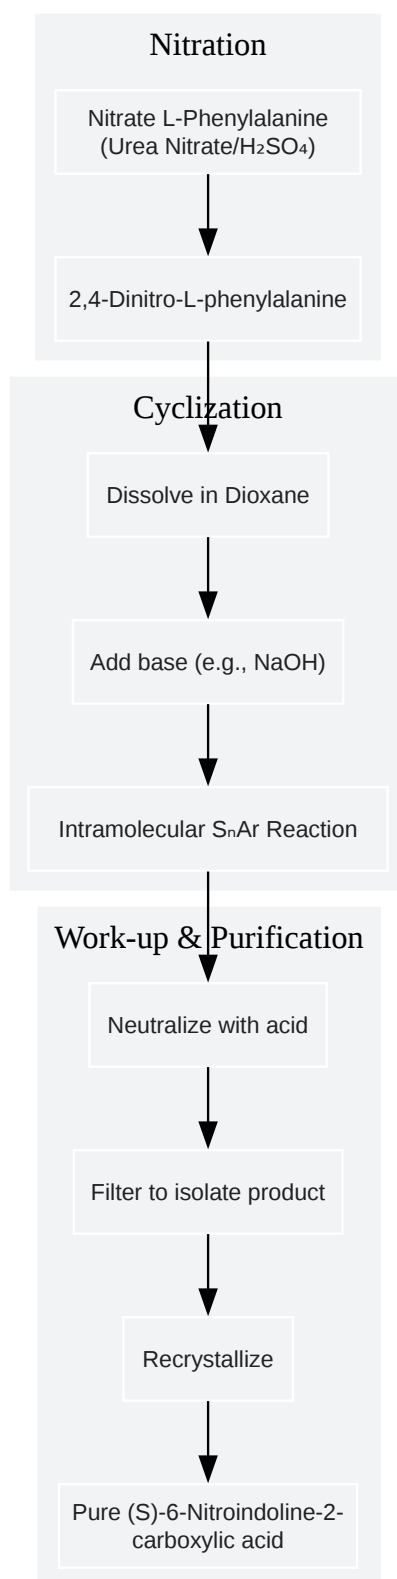 Nitration
Nitrate L-Phenylalanine
(Urea Nitrate/H₂SO₄)
2,4-Dinitro-L-phenylalanine
Cyclization
Dissolve in Dioxane
Add base (e.g., NaOH)
Intramolecular SₙAr Reaction
Work-up & Purification
Neutralize with acid
Filter to isolate product
Recrystallize
Pure (S)-6-Nitroindoline-2-
carboxylic acid